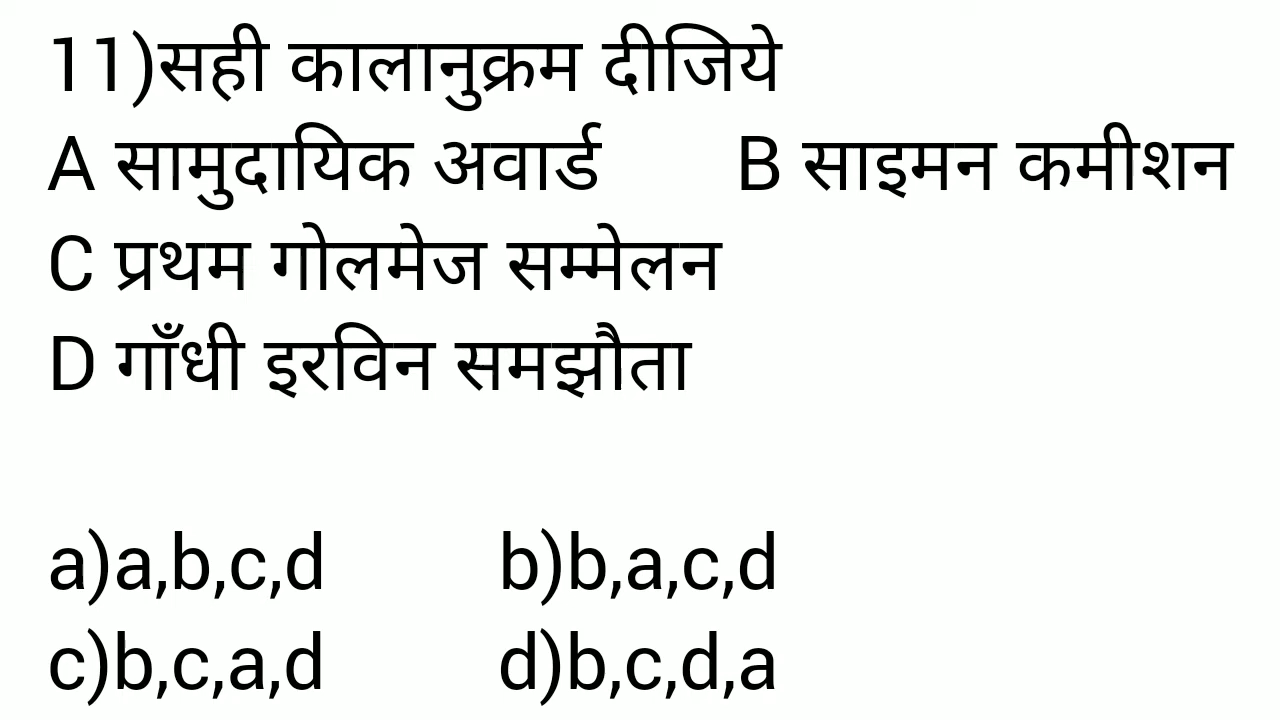 11)सही कालानुक्रम दीजिये
A सामुदायिक अवार्ड B साइमन कमीशन
C प्रथम गोलमेज सम्मेलन
D गाँधी इरविन समझौता
a)a,b,c,d b)b,a,c,d
c)b,c,a,d d)b,c,d,a